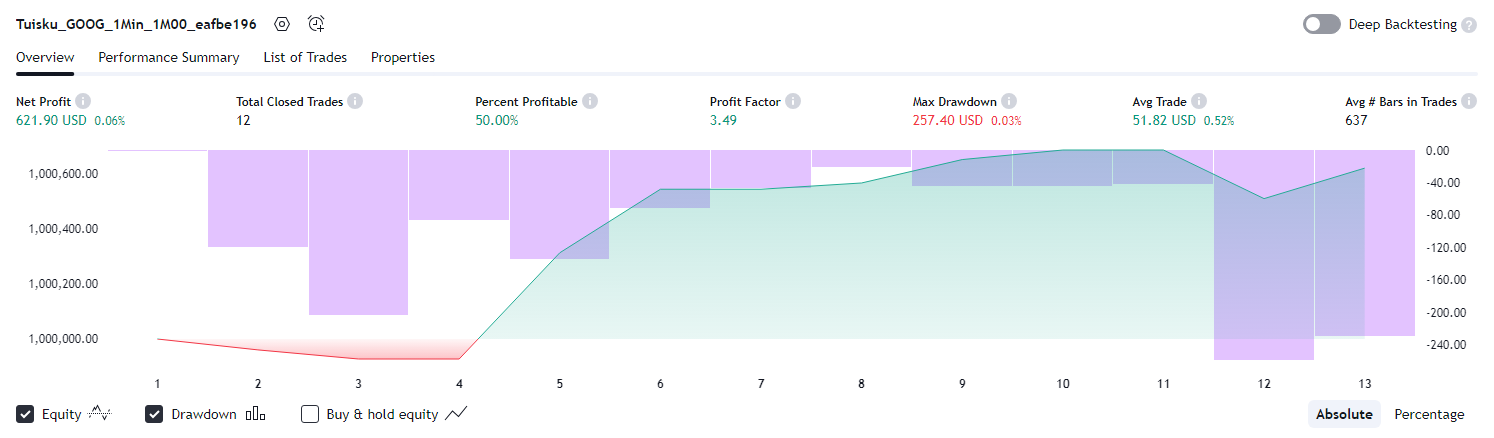 Tuisku_GOOG_1Min_1M00_eafbe196 Deep Backtesting ?
Overview Performance Summary List of Trades Properties
Net Profit Total Closed Trades Percent Profitable Profit Factor Max Drawdown Avg Trade Avg # Bars in Trades
621.90 USD 0.06% 12 50.00% 3.49 257.40 USD 0.03% 51.82 USD 0.52% 637
0.00
1,000,600.00
-40.00
-80.00
1,000,400.00
-120.00
-160.00
1,000,200.00
-200.00
1,000,000.00
-240.00
1 2 3 4 5 6 7 8 9 10 11 12 13
Equity Drawdown Buy & hold equity Absolute Percentage